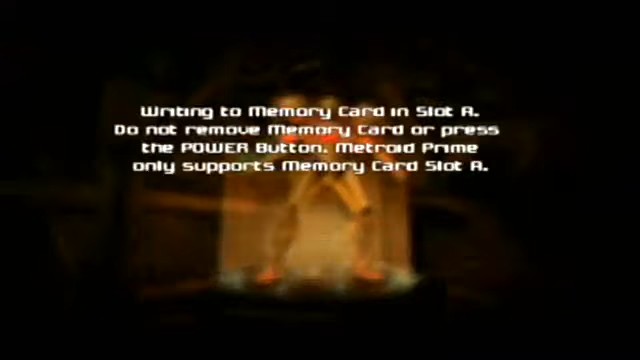 Writing to Memory Card in Slot A.
Do not remove Memory Card or press
the POWER Button. Metroid Prime
only supports Memory Card Slot A.